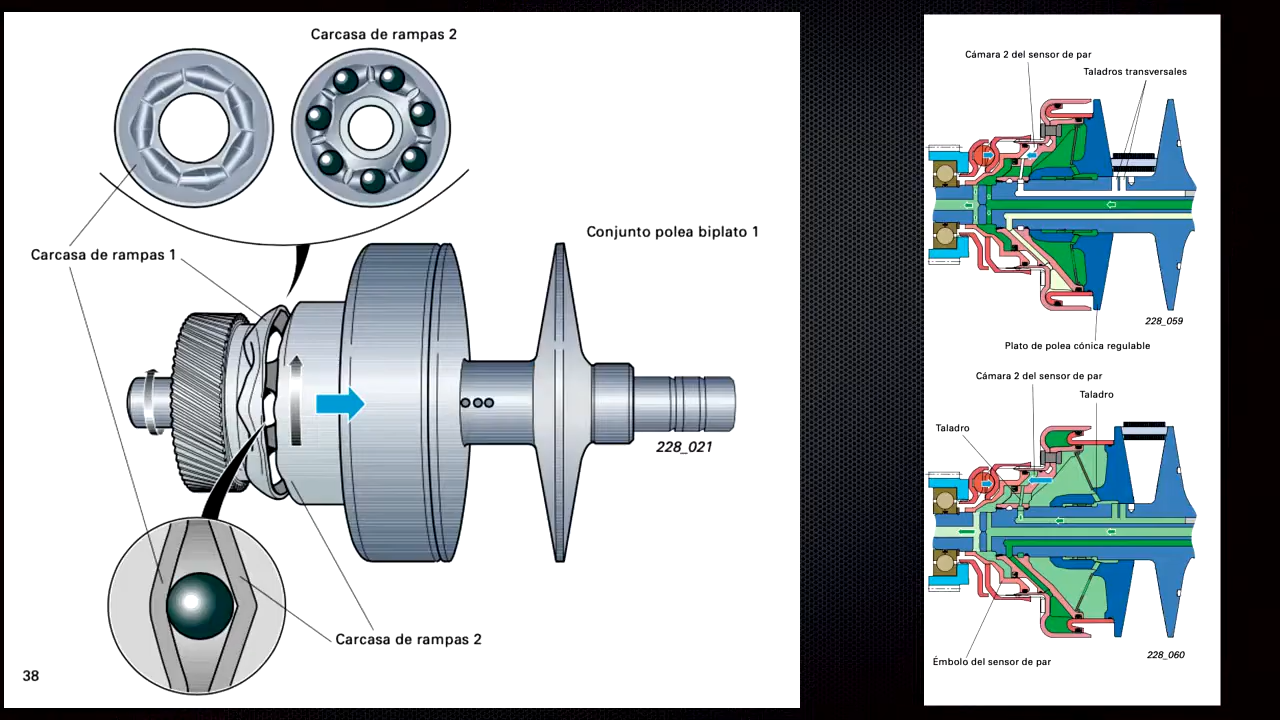 Carcasa de rampas 2
Carcasa de rampas 1
Conjunto polea biplato 1
228_021
Carcasa de rampas 2
38
Cámara 2 del sensor de par
Taladros transversales
228_059
Plato de polea cónica regulable
Cámara 2 del sensor de par
Taladro
Taladro
228_060
Émbolo del sensor de par